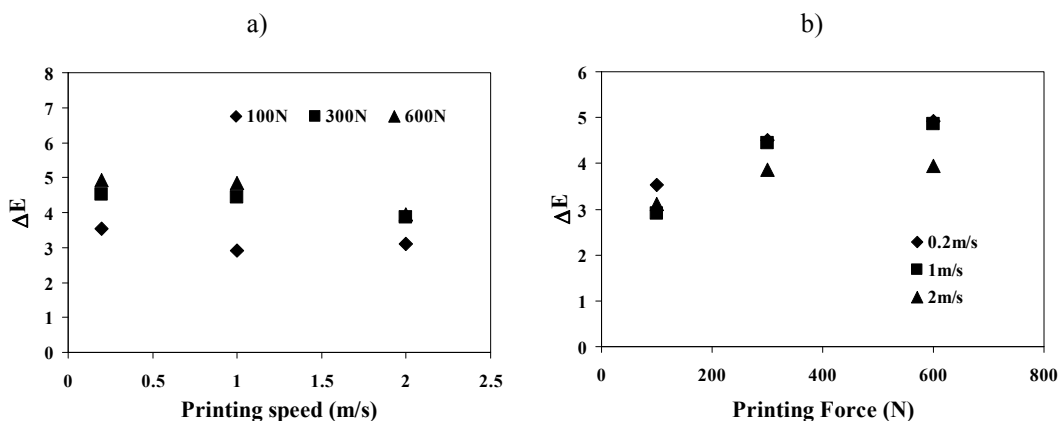 a)
8
7
6
5
4
3
2
1
0
ΔE
100N 300N 600N
0 0.5 1 1.5 2 2.5
Printing speed (m/s)
b)
6
5
4
3
2
1
0
ΔE
0.2m/s
1m/s
2m/s
0 200 400 600 800
Printing Force (N)